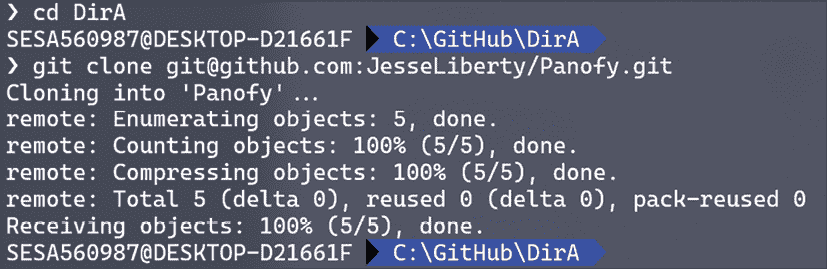 ❯ cd DirA
SESA560987@DESKTOP-D21661F C:\GitHub\DirA
❯ git clone git@github.com:JesseLiberty/Panofy.git
Cloning into 'Panofy'...
remote: Enumerating objects: 5, done.
remote: Counting objects: 100% (5/5), done.
remote: Compressing objects: 100% (5/5), done.
remote: Total 5 (delta 0), reused 0 (delta 0), pack-reused 0
Receiving objects: 100% (5/5), done.
SESA560987@DESKTOP-D21661F C:\GitHub\DirA